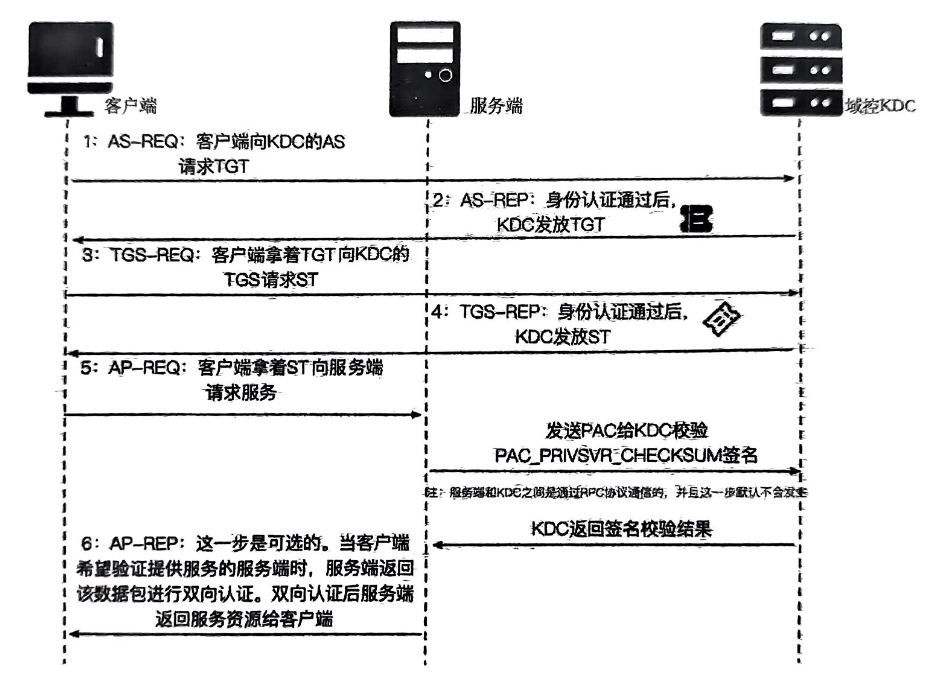 客户端
服务端
域控KDC
1：AS-REQ：客户端向KDC的AS
请求TGT
2：AS-REP：身份认证通过后，
KDC发放TGT
3：TGS-REQ：客户端拿着TGT向KDC的
TGS请求ST
4：TGS-REP：身份认证通过后，
KDC发放ST
5：AP-REQ：客户端拿着ST向服务端
请求服务
发送PAC给KDC校验
PAC_PRIVSVR_CHECKSUM签名
注：服务端和KDC之间是通过RPC协议通信的，并且这一步默认不会发生
KDC返回签名校验结果
6：AP-REP：这一步是可选的。当客户端
希望验证提供服务的服务端时，服务端返回
该数据包进行双向认证。双向认证后服务端
返回服务资源给客户端